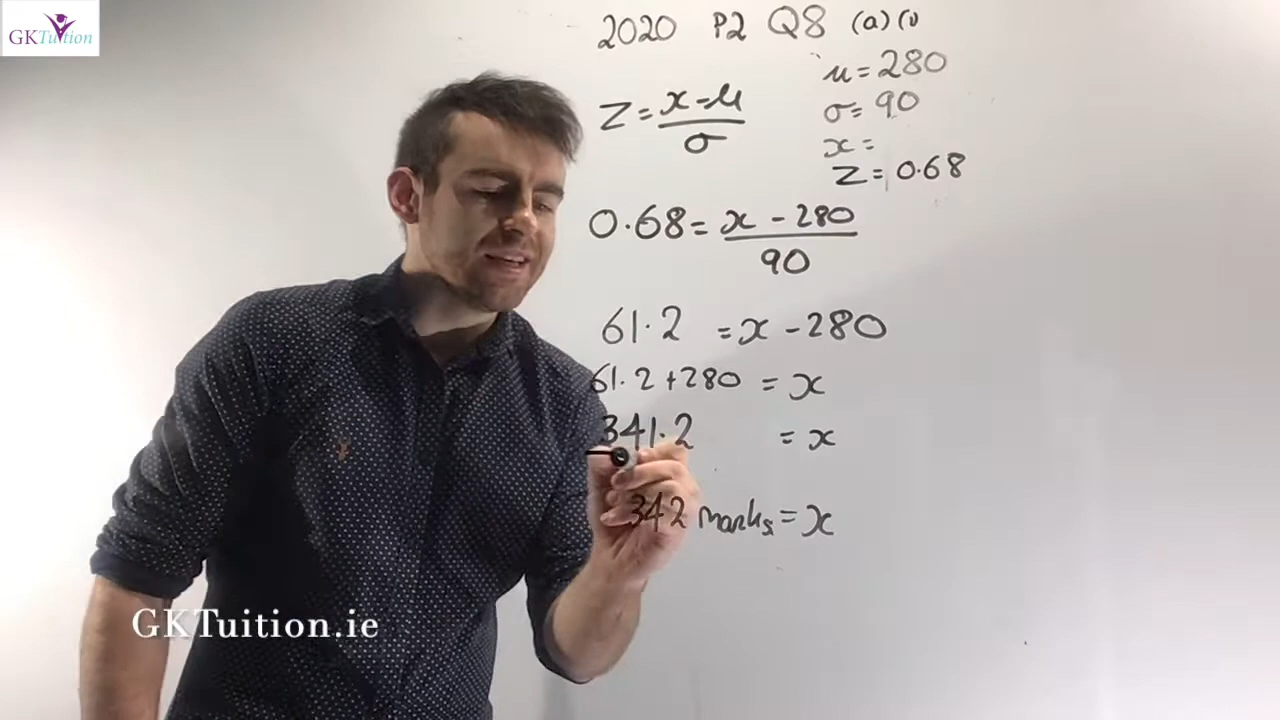 GKTuition
2020 P2 Q8 (a)(i)
μ = 280
σ = 90
x =
z = 0.68
z = x - μ / σ
0.68 = x - 280 / 90
61.2 = x - 280
61.2 + 280 = x
341.2 = x
342 marks = x
GKTuition.ie